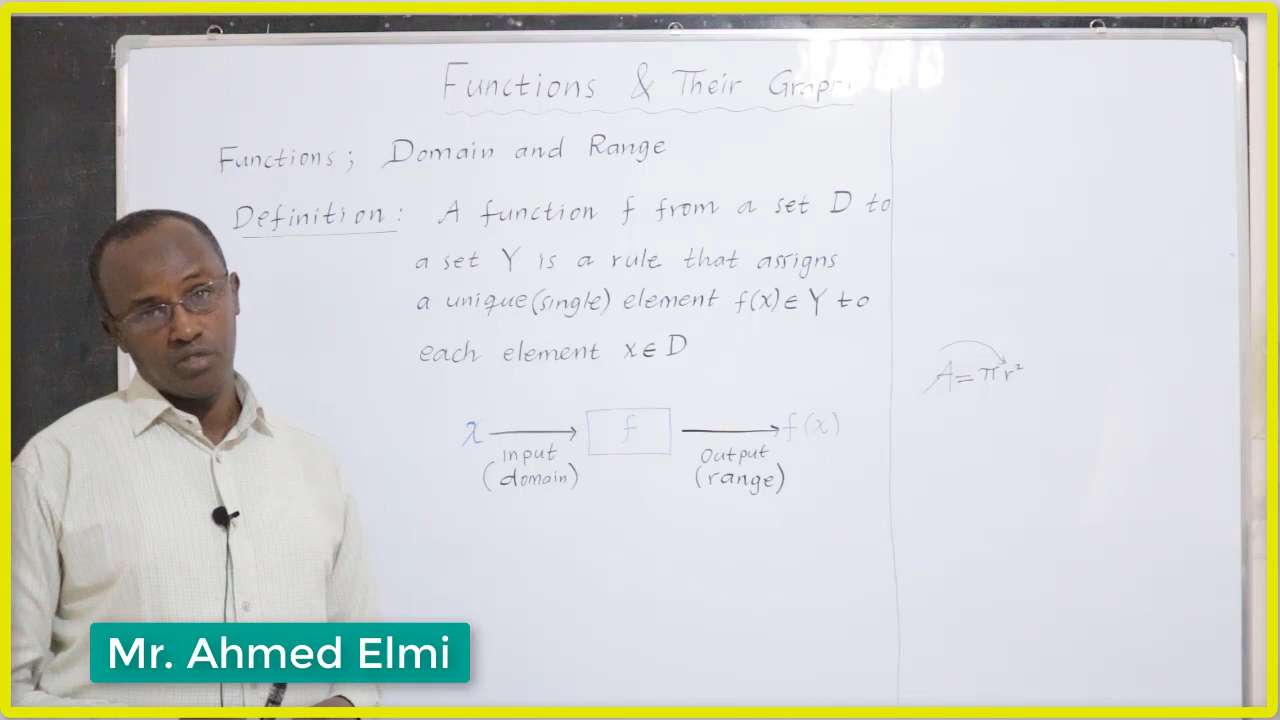 Functions & Their Graph
Functions; Domain and Range
Definition: A function f from a set D to
a set Y is a rule that assigns
a unique(single) element f(x) ∈ Y to
each element x ∈ D
A = πr²
x f f(x)
Input Output
(domain) (range)
Mr. Ahmed Elmi